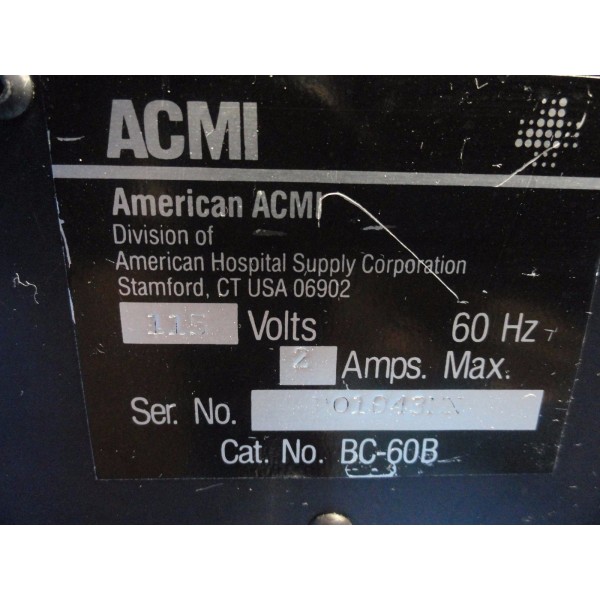 ACMI
American ACMI
Division of
American Hospital Supply Corporation
Stamford, CT USA 06902
115 Volts 60 Hz
2 Amps. Max.
Ser. No.
Cat. No. BC-60B